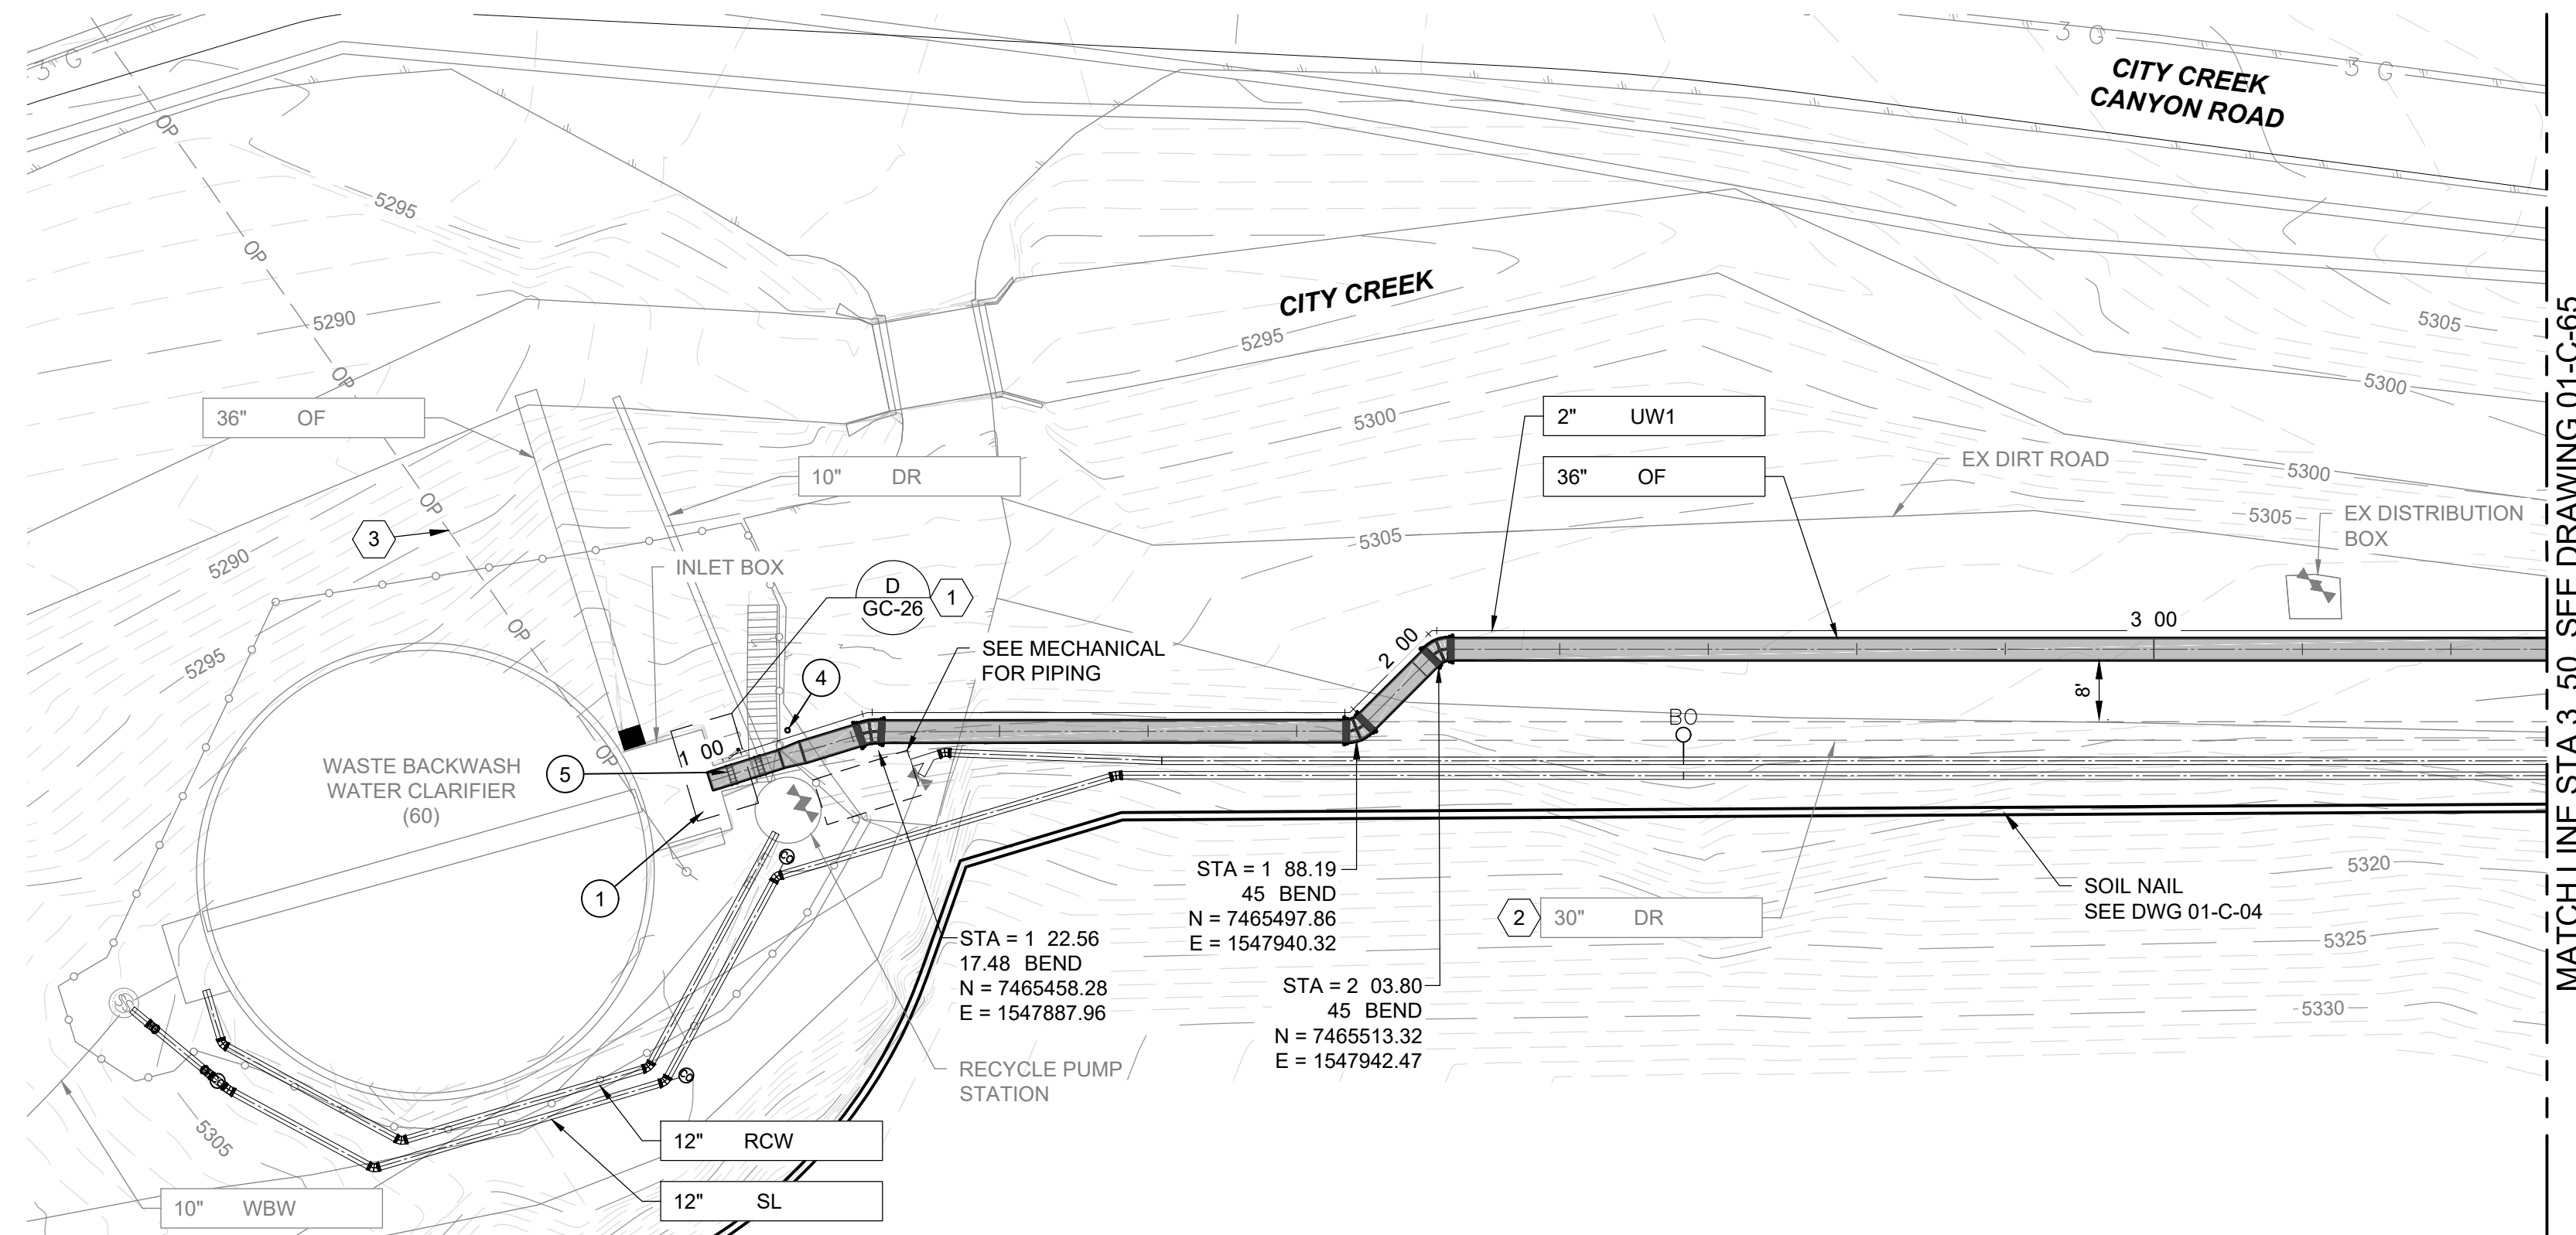 3 G
3 G
3 G
CITY CREEK
CANYON ROAD
OP
5295
OP
CITY CREEK
5290
5295
5305
OP
5300
36" OF
2" UW1
5300
10" DR
36" OF
EX DIRT ROAD
5300
OP
3
5305
5305
EX DISTRIBUTION
BOX
5290
INLET BOX
D
GC-26
1
OP
SEE MECHANICAL
FOR PIPING
2 00
3 00
5295
4
8'
1 00
BO
OP
5
WASTE BACKWASH
WATER CLARIFIER
(60)
1
STA = 1 88.19
45 BEND
N = 7465497.86
E = 1547940.32
2
30" DR
SOIL NAIL
SEE DWG 01-C-04
5320
STA = 1 22.56
17.48 BEND
N = 7465458.28
E = 1547887.96
5325
STA = 2 03.80
45 BEND
N = 7465513.32
E = 1547942.47
5330
RECYCLE PUMP
STATION
5305
12" RCW
12" SL
10" WBW
MATCH LINE STA 3 50 SEE DRAWING 01-C-65